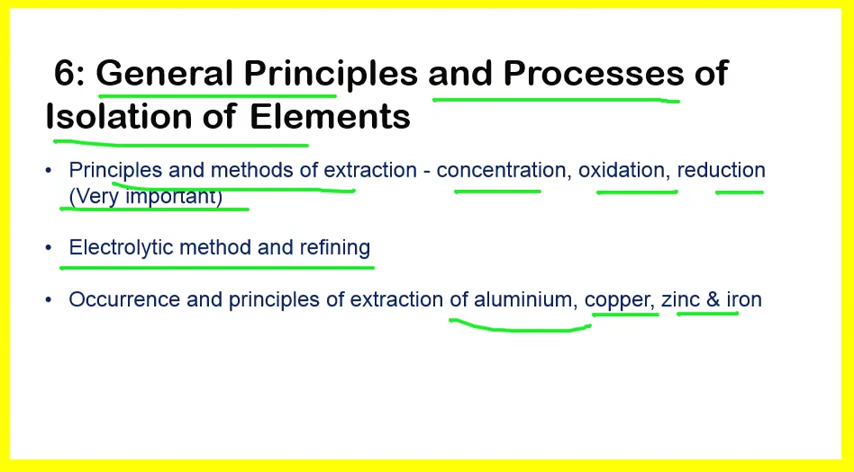 6: General Principles and Processes of
Isolation of Elements
• Principles and methods of extraction - concentration, oxidation, reduction
(Very important)
• Electrolytic method and refining
• Occurrence and principles of extraction of aluminium, copper, zinc & iron